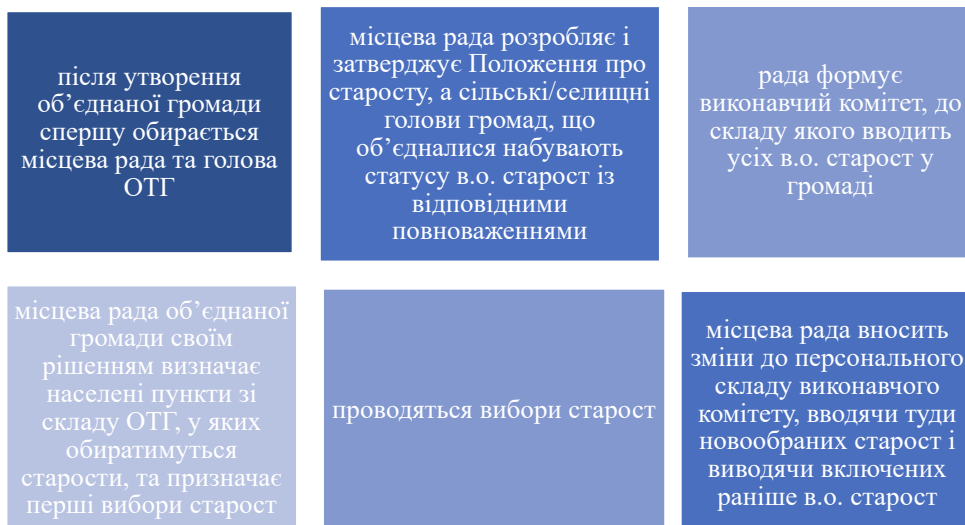 після утворення
об’єднаної громади
спершу обирається
місцева рада та голова
ОТГ
місцева рада розробляє і
затверджує Положення про
старосту, а сільські/селищні
голови громад, що
об’єдналися набувають
статусу в.о. старост із
відповідними
повноваженнями
рада формує
виконавчий комітет, до
складу якого вводить
усіх в.о. старост у
громаді
місцева рада об’єднаної
громади своїм
рішенням визначає
населені пункти зі
складу ОТГ, у яких
обиратимуться
старости, та призначає
перші вибори старост
проводяться вибори старост
місцева рада вносить
зміни до персонального
складу виконавчого
комітету, вводячи туди
новообраних старост і
виводячи включених
раніше в.о. старост